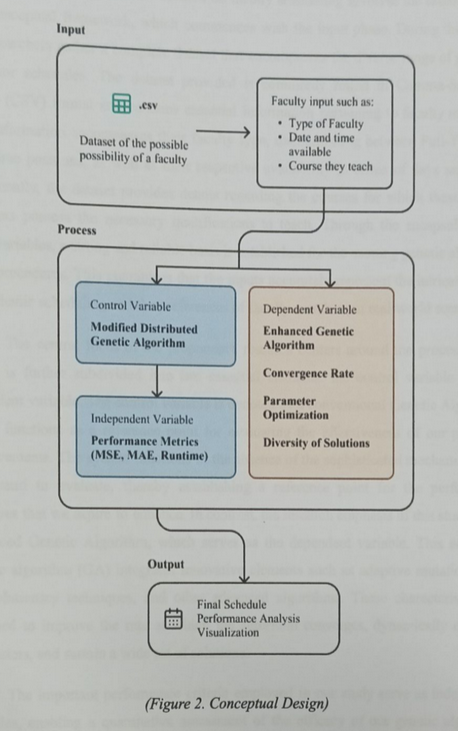 Input
.csv
Dataset of the possible
possibility of a faculty
Faculty input such as:
• Type of Faculty
• Date and time
available
• Course they teach
Process
Control Variable
Modified Distributed
Genetic Algorithm
Independent Variable
Performance Metrics
(MSE, MAE, Runtime)
Dependent Variable
Enhanced Genetic
Algorithm
Convergence Rate
Parameter
Optimization
Diversity of Solutions
Output
Final Schedule
Performance Analysis
Visualization
(Figure 2. Conceptual Design)